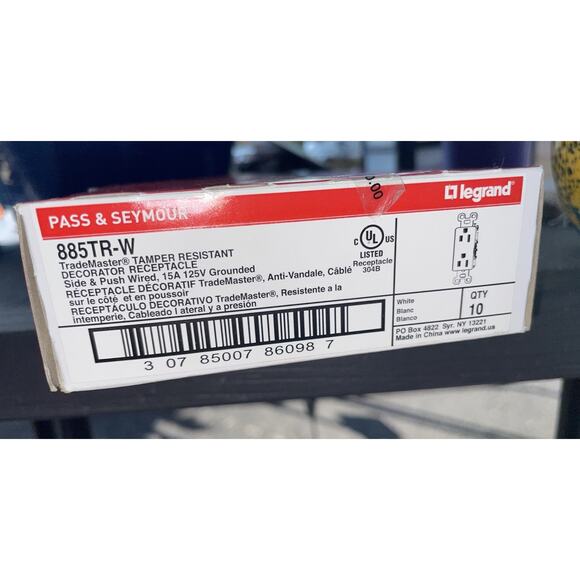 PASS & SEYMOUR
legrand®
885TR-W
TradeMaster® TAMPER RESISTANT
DECORATOR RECEPTACLE
Side & Push Wired, 15A 125V Grounded
RÉCEPTACLE DÉCORATIF TradeMaster®, Anti-Vandale, Câblé
sur le côté et en poussoir
RECEPTÁCULO DECORATIVO TradeMaster®, Resistente a la
intemperie, Cableado lateral y a presión
3 07 85007 86098 7
C UL US
LISTED
Receptacle
304B
White
Blanc
Blanco
QTY
10
PO Box 4822 Syr. NY 13221
Made in China www.legrand.us